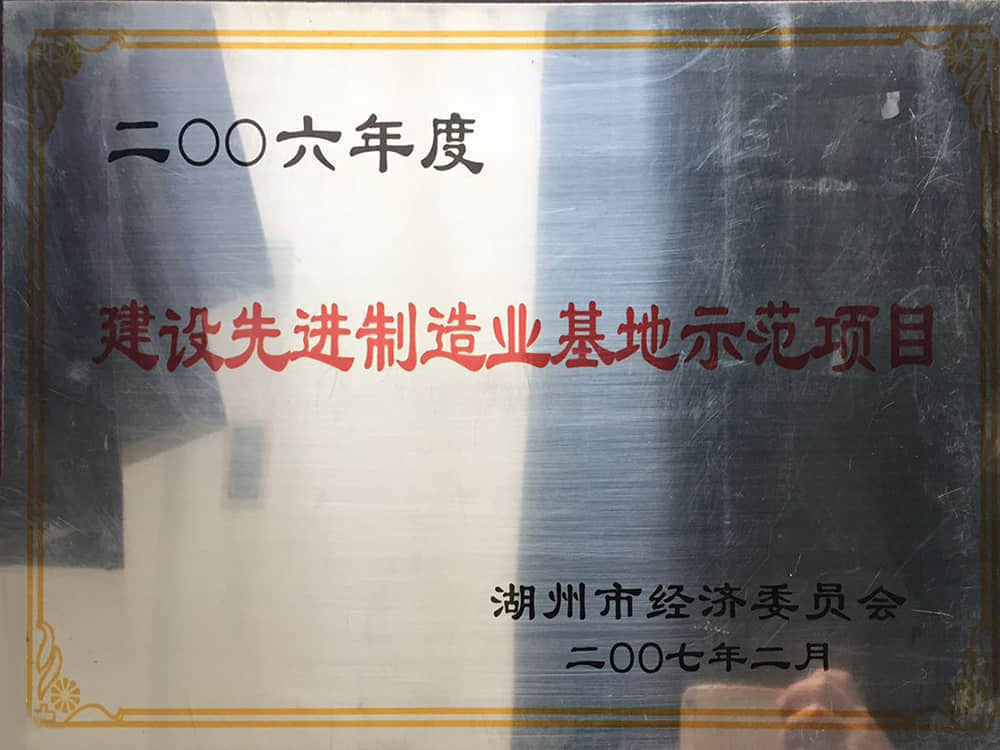 二〇〇六年度
建设先进制造业基地示范项目
湖州市经济委员会
二〇〇七年二月